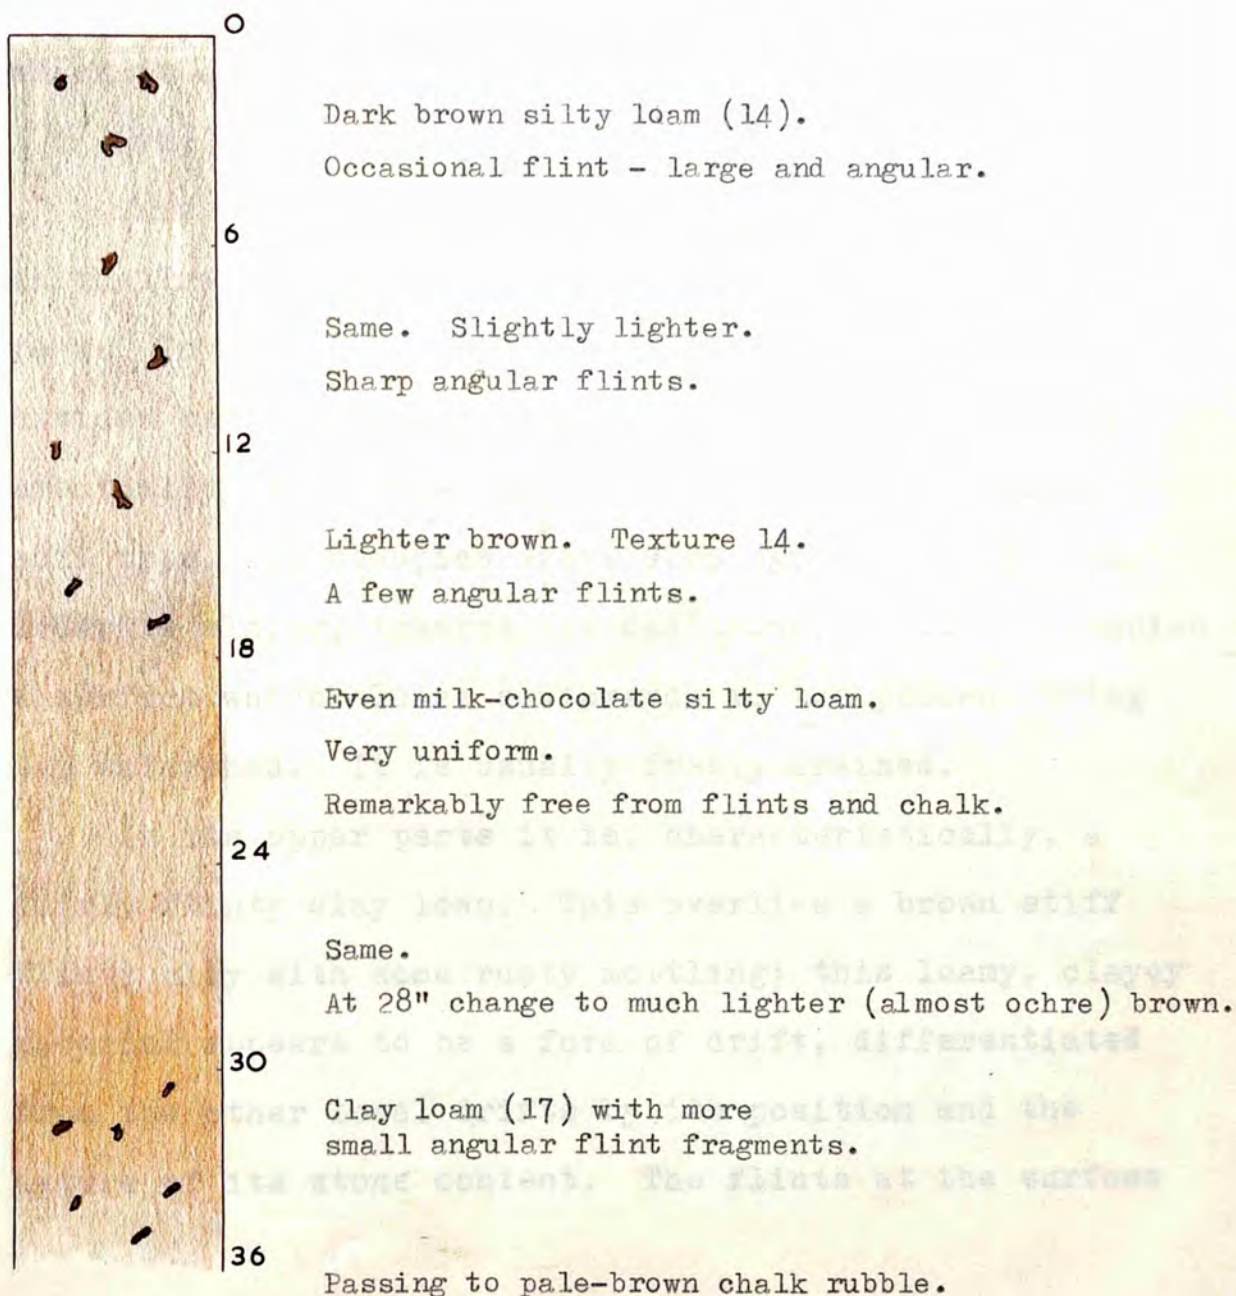 0
Dark brown silty loam (14).
Occasional flint - large and angular.
6
Same. Slightly lighter.
Sharp angular flints.
12
Lighter brown. Texture 14.
A few angular flints.
18
Even milk-chocolate silty loam.
Very uniform.
Remarkably free from flints and chalk.
24
Same.
At 28" change to much lighter (almost ochre) brown.
30
Clay loam (17) with more
small angular flint fragments.
36
Passing to pale-brown chalk rubble.